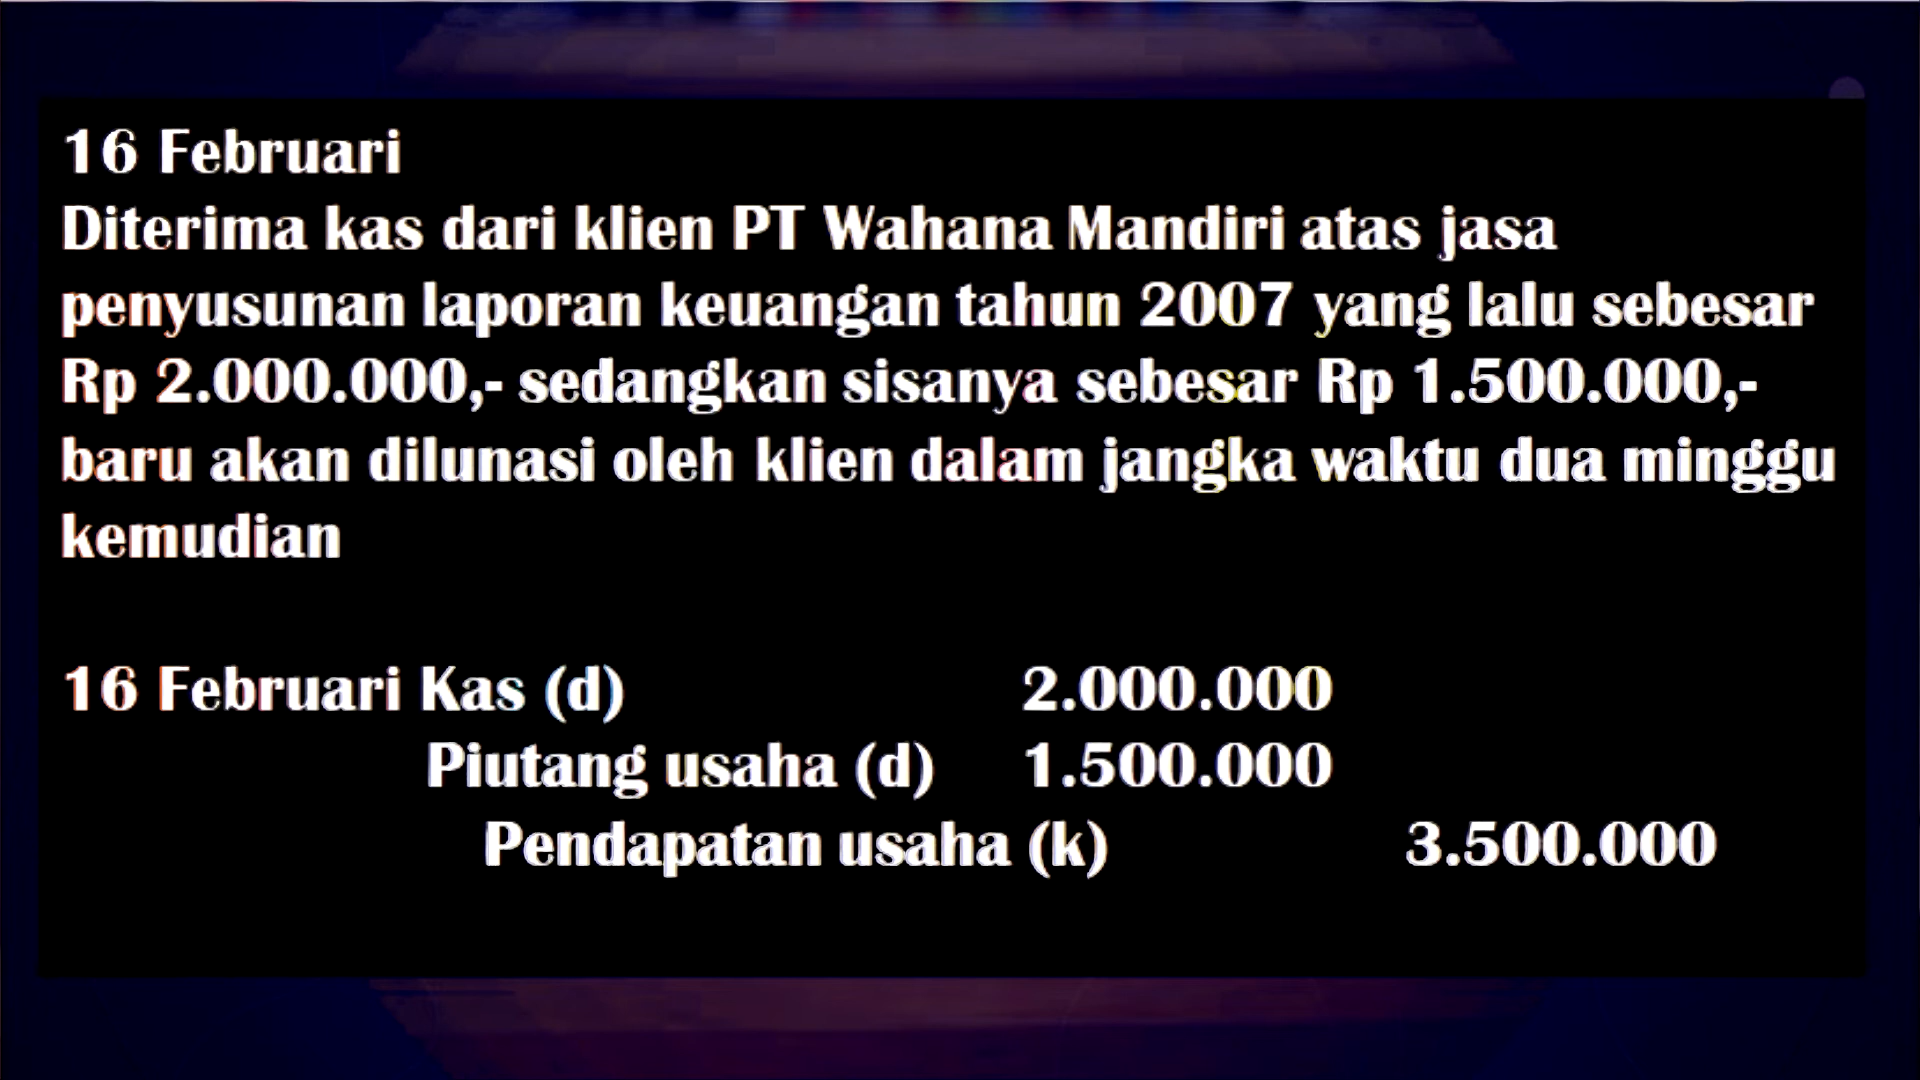 16 Februari
Diterima kas dari klien PT Wahana Mandiri atas jasa
penyusunan laporan keuangan tahun 2007 yang lalu sebesar
Rp 2.000.000,- sedangkan sisanya sebesar Rp 1.500.000,-
baru akan dilunasi oleh klien dalam jangka waktu dua minggu
kemudian
16 Februari Kas (d) 2.000.000
Piutang usaha (d) 1.500.000
Pendapatan usaha (k) 3.500.000